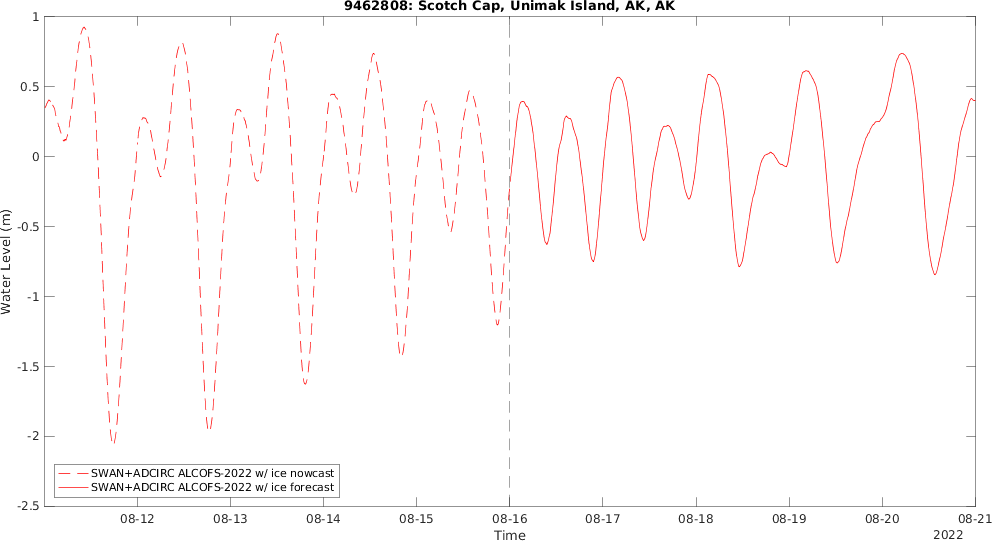 9462808: Scotch Cap, Unimak Island, AK, AK
1
0.5
0
-0.5
-1
-1.5
-2
-2.5
Water Level (m)
SWAN+ADCIRC ALCOFS-2022 w/ ice nowcast
SWAN+ADCIRC ALCOFS-2022 w/ ice forecast
08-12 08-13 08-14 08-15 08-16 08-17 08-18 08-19 08-20 08-21
Time
2022